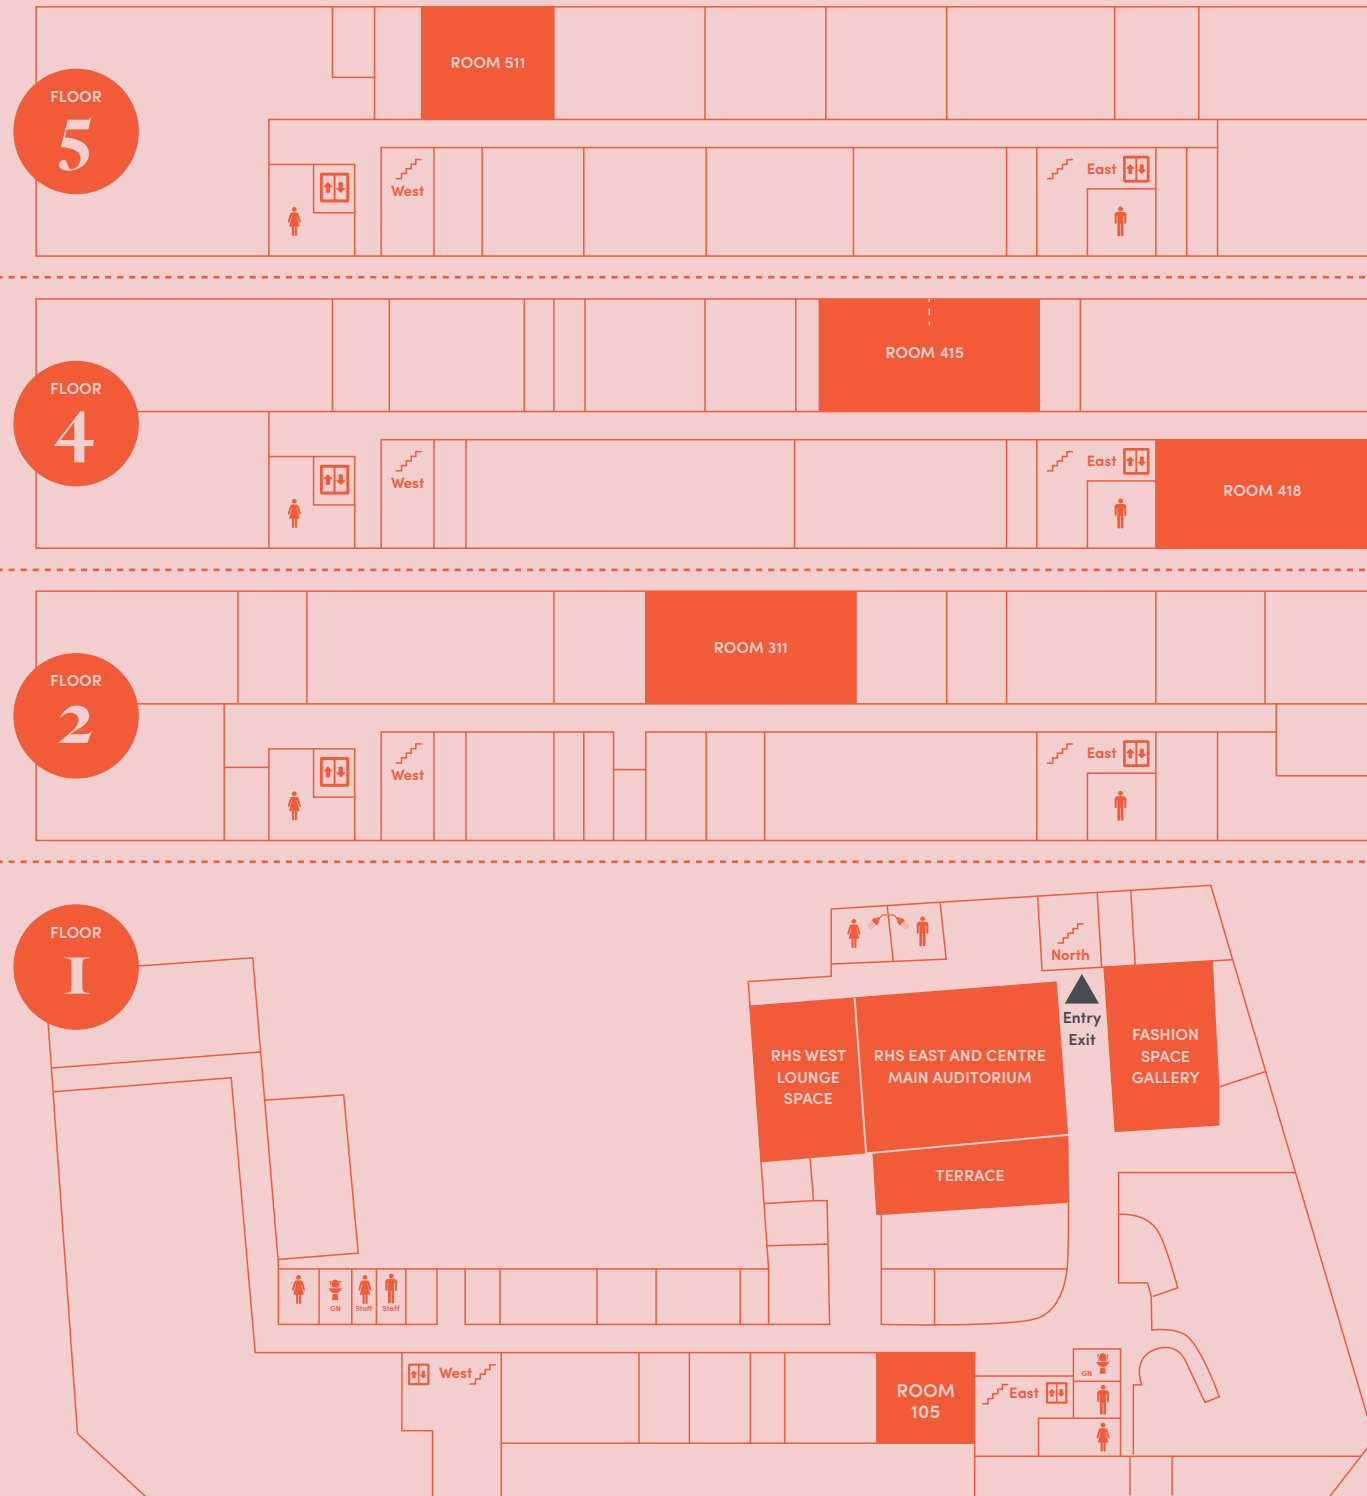 ROOM 511
FLOOR
5
West
East
ROOM 415
FLOOR
4
West
East
ROOM 418
ROOM 311
FLOOR
2
West
East
FLOOR
1
North
Entry
Exit
RHS WEST
LOUNGE
SPACE
RHS EAST AND CENTRE
MAIN AUDITORIUM
FASHION
SPACE
GALLERY
TERRACE
GN
Staff
Staff
West
ROOM
105
East
GN